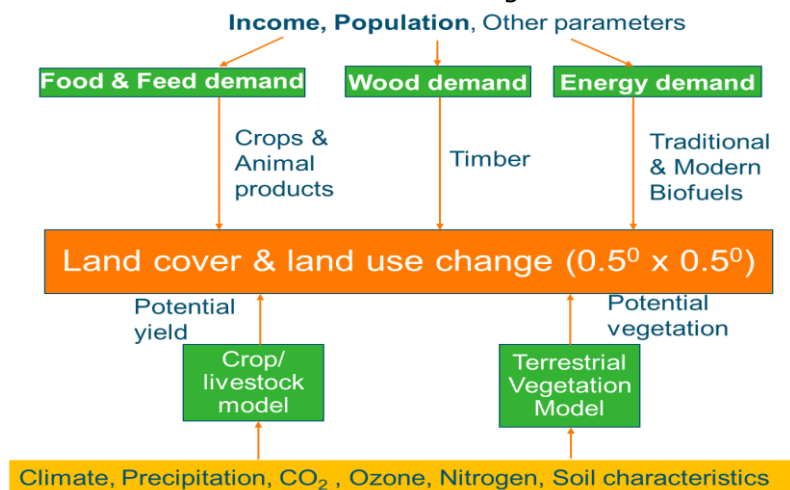 Income, Population, Other parameters
Food & Feed demand
Wood demand
Energy demand
Crops &
Animal
products
Timber
Traditional
& Modern
Biofuels
Land cover & land use change (0.5⁰ x 0.5⁰)
Potential
yield
Potential
vegetation
Crop/
livestock
model
Terrestrial
Vegetation
Model
Climate, Precipitation, CO₂ , Ozone, Nitrogen, Soil characteristics